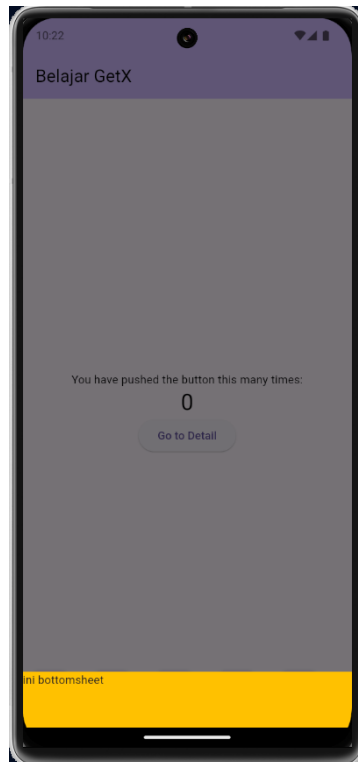 10:22
Belajar GetX
You have pushed the button this many times:
0
Go to Detail
ini bottomsheet